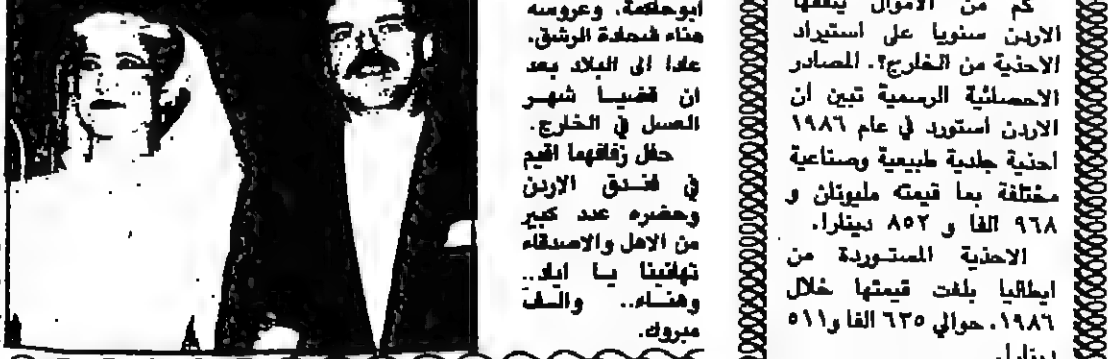 كم من الاموال ينفقها
الاردن سنويا على استيراد
الاحذية من الخارج؟. المصادر
الاحصائية الرسمية تبين ان
الاردن استورد في عام ١٩٨٦
احذية جلدية طبيعية وصناعية
مختلفة بما قيمته مليونان و
٩٦٨ الفا و ٨٥٢ دينارا.
الاحذية المستوردة من
ايطاليا بلغت قيمتها خلال
١٩٨٦، حوالي ٦٢٥ الفا و٥١١
دينارا.
وعروسه
هناء شحادة الرشق.
عادا الى البلاد بعد
ان قضيا شهر
العسل في الخارج.
حفل زفافهما اقيم
في فندق الاردن
وحضره عدد كبير
من الاهل والاصدقاء
تهانينا يا اياد..
وهناء.. والف
مبروك.